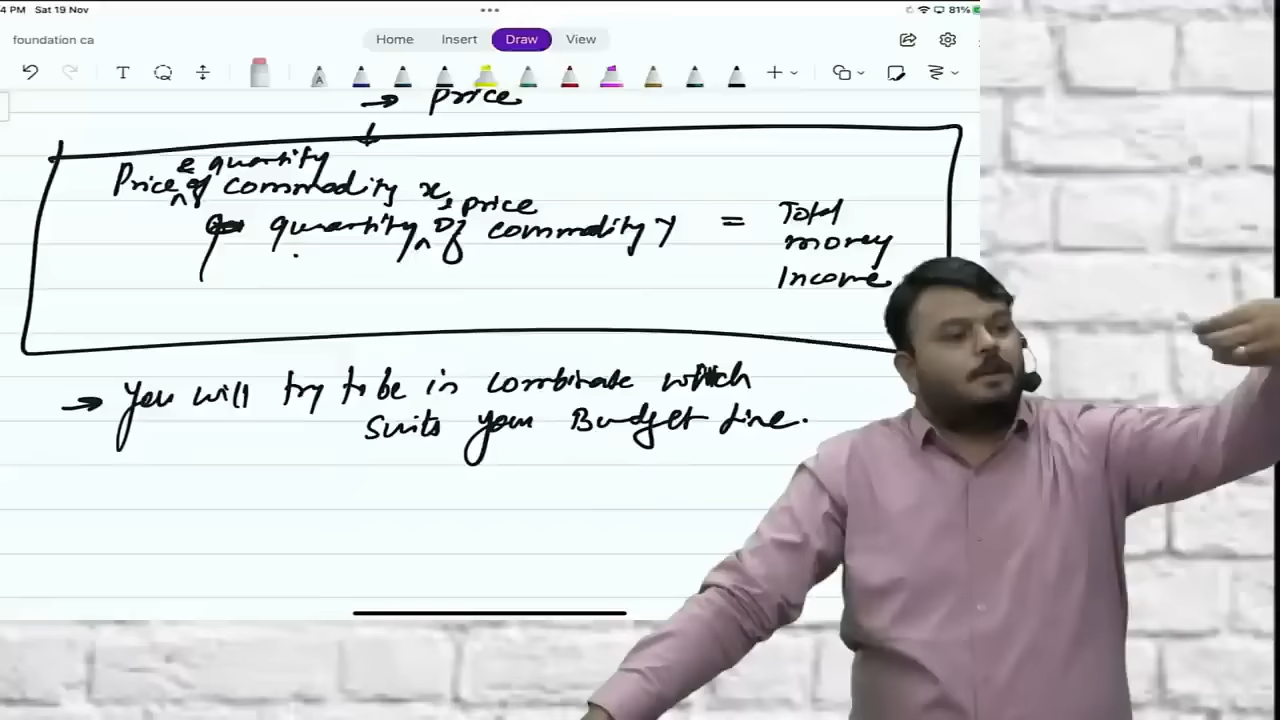 4 PM Sat 19 Nov
81%
foundation ca
Home Insert Draw View
T
A
→ price
& quantity
Price of commodity x,
price
quantity of commodity y = Total
money
Income
→ You will try to be in combinate which
suits your Budget Line.